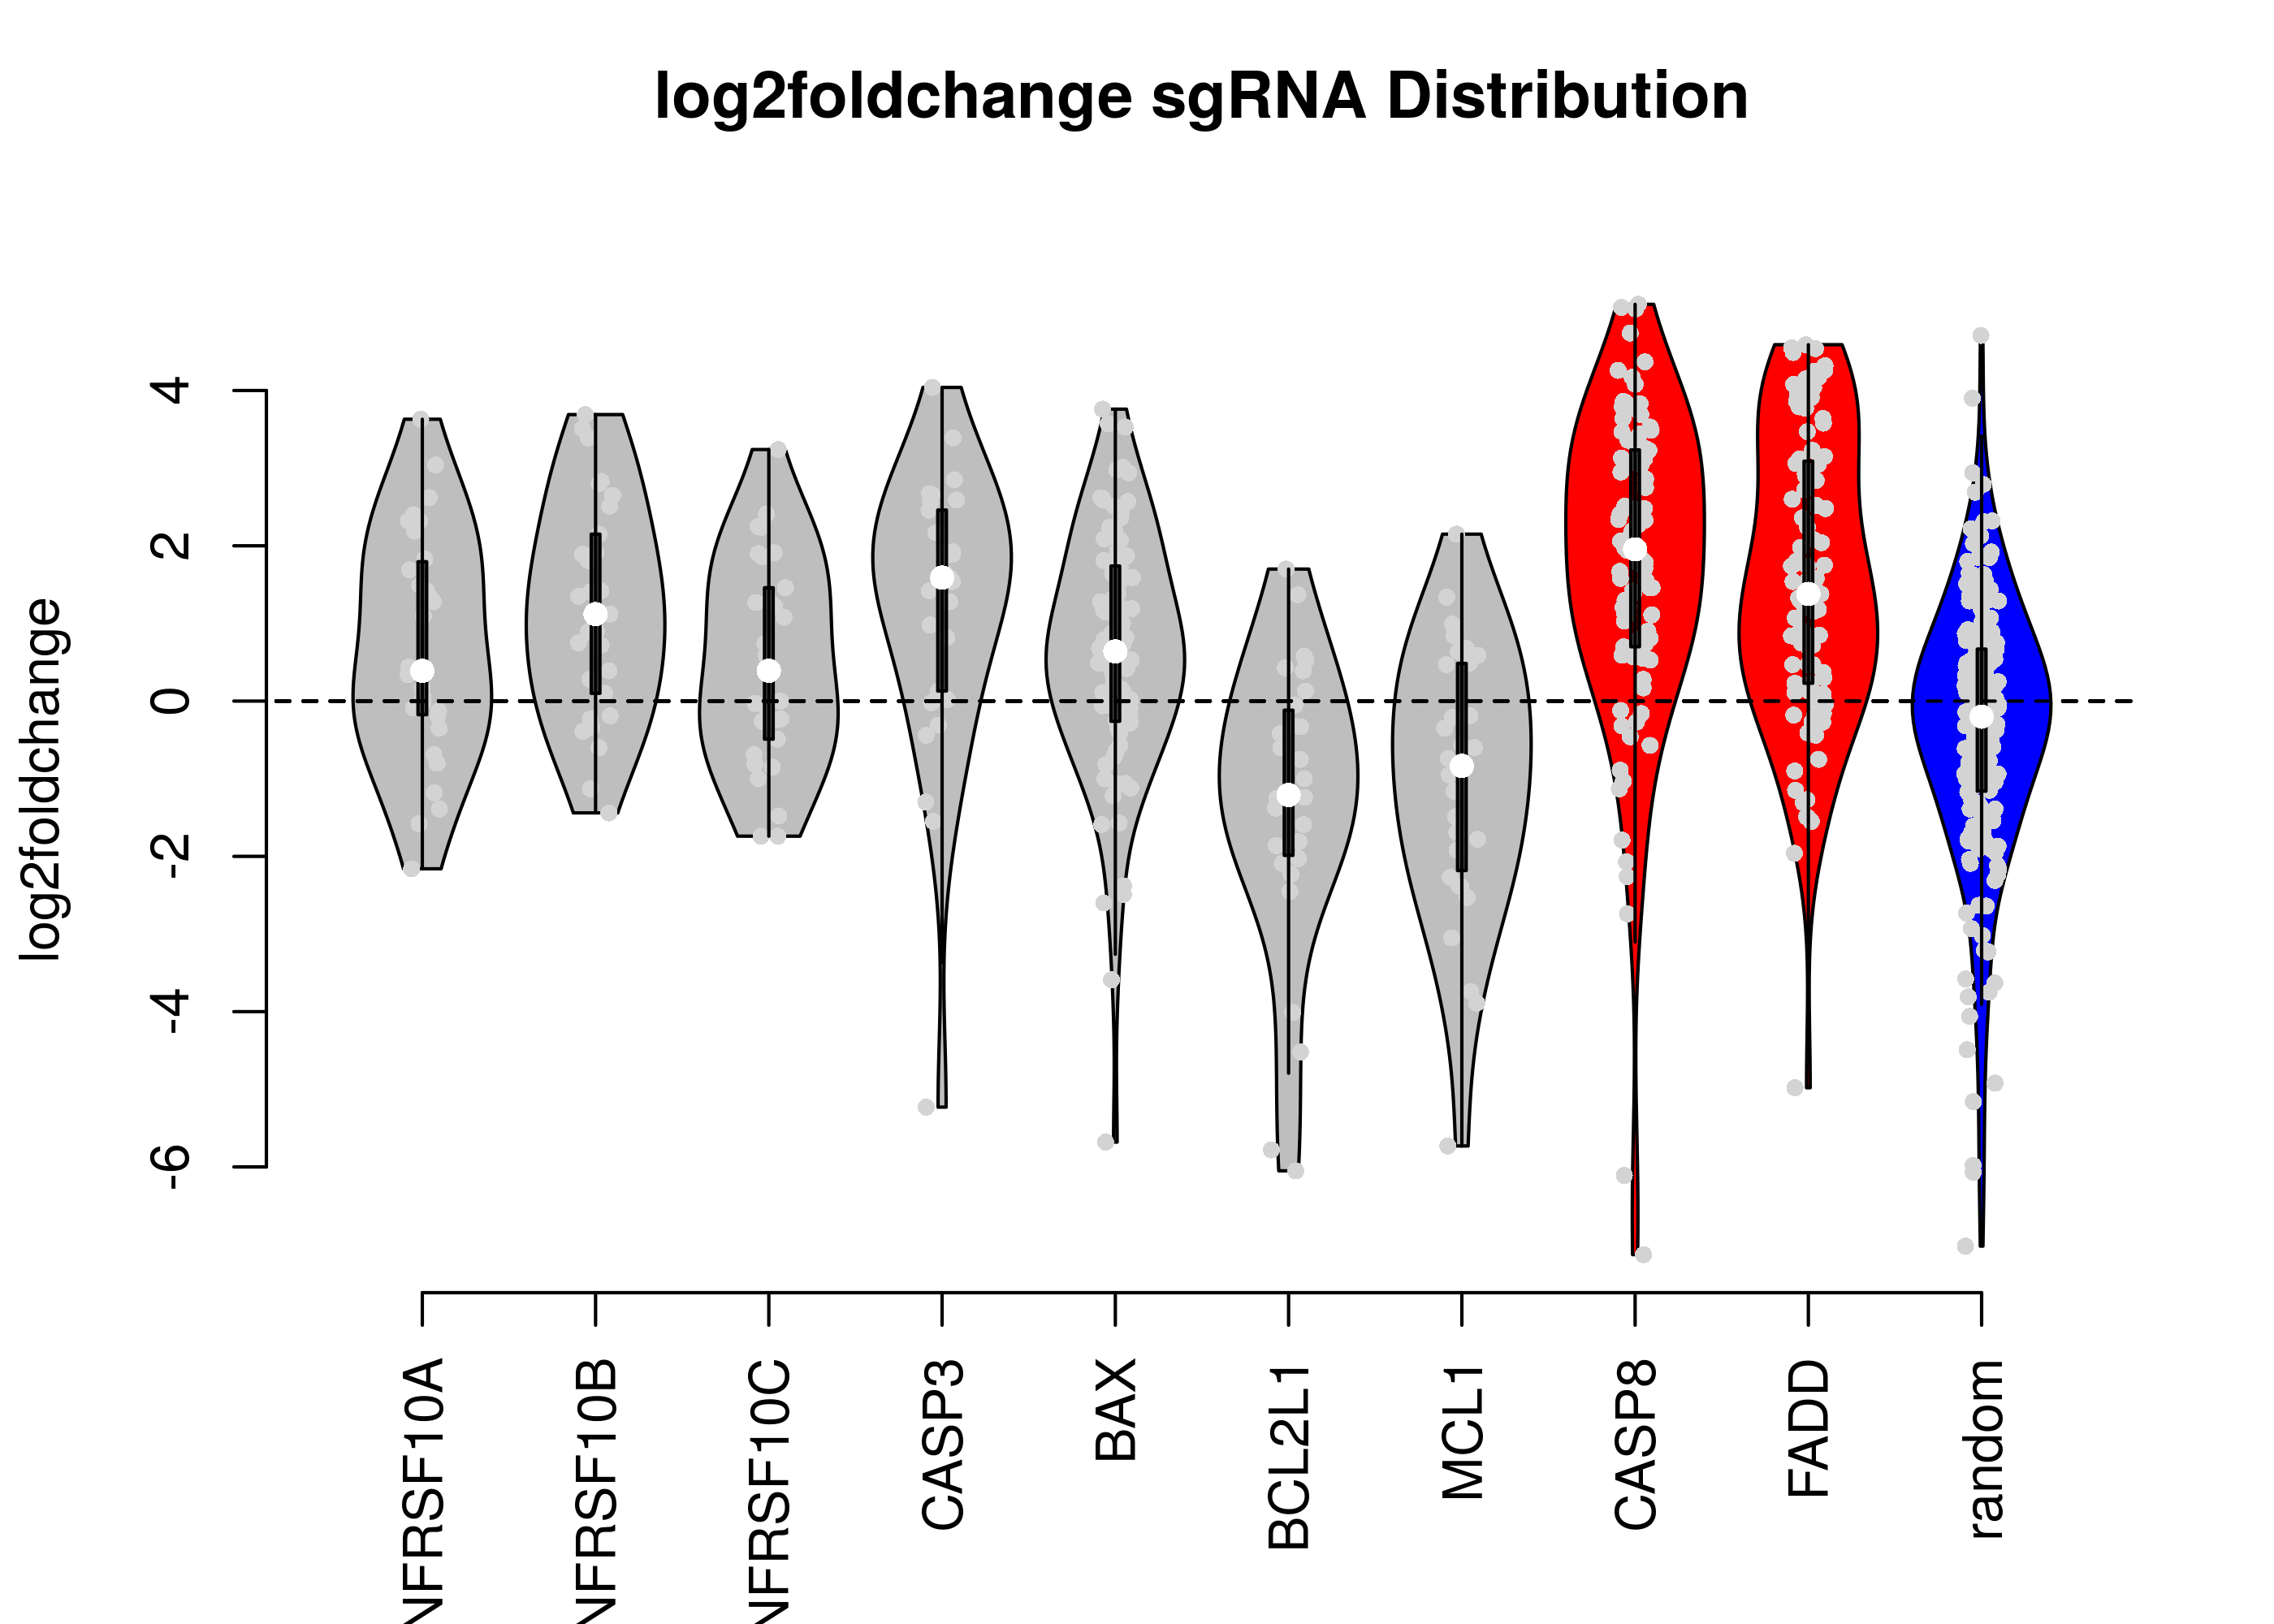 log2foldchange sgRNA Distribution
log2foldchange
4
2
0
-2
-4
-6
NFRSF10A
NFRSF10B
NFRSF10C
CASP3
BAX
BCL2L1
MCL1
CASP8
FADD
random